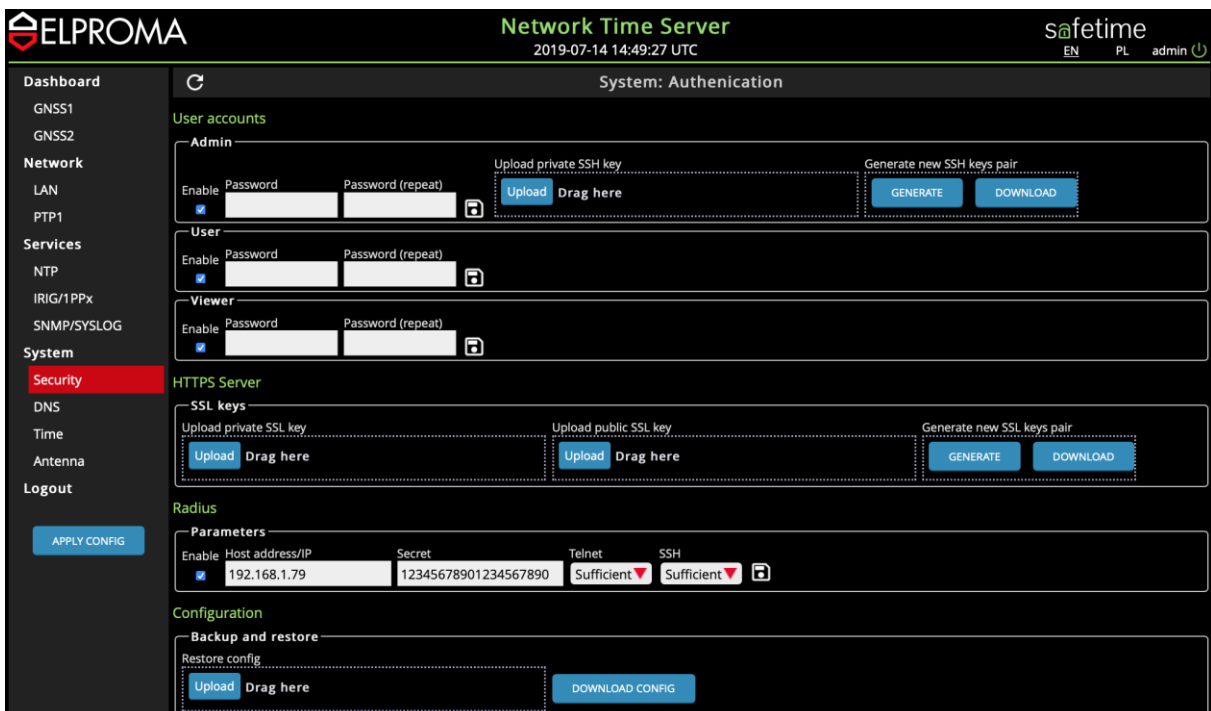 ELPROMA
Network Time Server
2019-07-14 14:49:27 UTC
safetime
EN PL admin
Dashboard
GNSS1
GNSS2
Network
LAN
PTP1
Services
NTP
IRIG/1PPx
SNMP/SYSLOG
System
Security
DNS
Time
Antenna
Logout
APPLY CONFIG
System: Authenication
User accounts
Admin
Enable Password Password (repeat)
Upload private SSH key
Upload Drag here
Generate new SSH keys pair
GENERATE DOWNLOAD
User
Enable Password Password (repeat)
Viewer
Enable Password Password (repeat)
HTTPS Server
SSL keys
Upload private SSL key
Upload Drag here
Upload public SSL key
Upload Drag here
Generate new SSL keys pair
GENERATE DOWNLOAD
Radius
Parameters
Enable Host address/IP Secret Telnet SSH
192.168.1.79 12345678901234567890 Sufficient Sufficient
Configuration
Backup and restore
Restore config
Upload Drag here
DOWNLOAD CONFIG